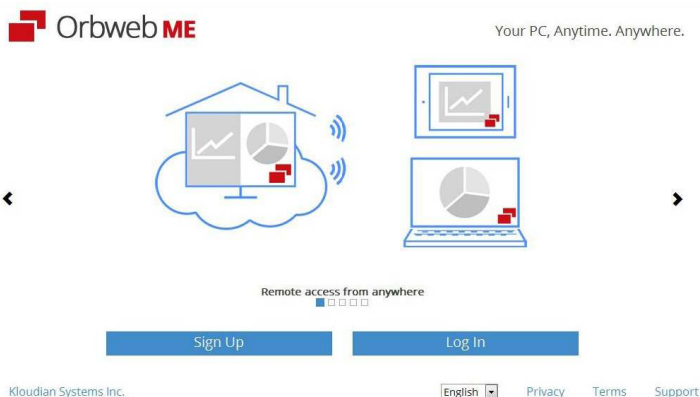 Orbweb ME
Your PC, Anytime. Anywhere.
Remote access from anywhere
Sign Up
Log In
Kloudian Systems Inc.
English
Privacy
Terms
Support